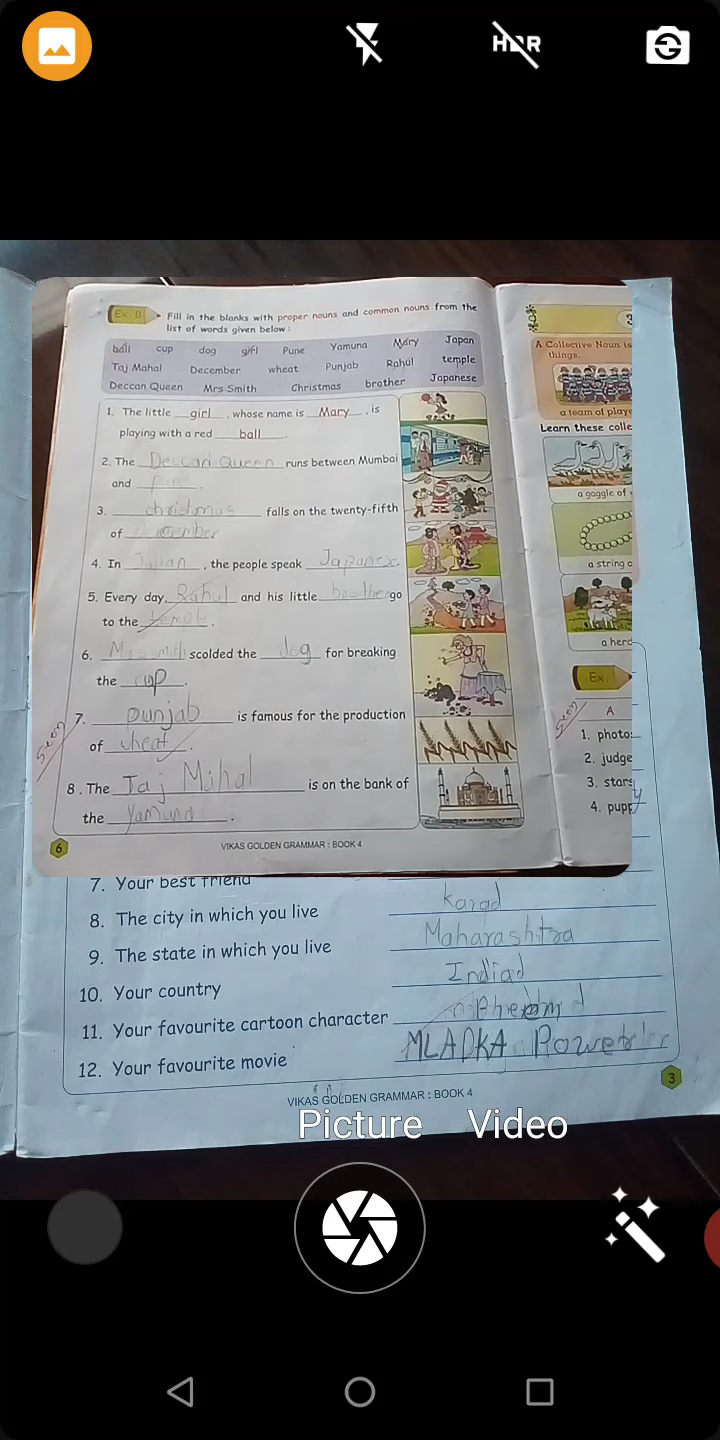 HDR
Ex. B Fill in the blanks with proper nouns and common nouns from the
list of words given below :
ball cup dog girl Pune Yamuna Mary Japan
Taj Mahal December wheat Punjab Rahul temple
Deccan Queen Mrs Smith Christmas brother Japanese
1. The little girl , whose name is Mary , is
playing with a red ball .
2. The Deccan Queen runs between Mumbai
and Pune .
3. christmas falls on the twenty-fifth
of December
4. In Japan , the people speak
5. Every day, Rahul and his little brother go
to the .
6. scolded the dog for breaking
the cup .
7. punjab is famous for the production
of wheat .
8. The Taj Mahal is on the bank of
the Yamuna .
seen
6
VIKAS GOLDEN GRAMMAR : BOOK 4
3
A Collective Noun is
things.
a team of playe
Learn these colle
a gaggle of
a string o
a herd
Ex.
seen
A
1. photo
2. judge
3. stars
4. pupp
y
7. Your best friend
8. The city in which you live karad
9. The state in which you live Maharashtra
10. Your country India
11. Your favourite cartoon character
12. Your favourite movie
3
VIKAS GOLDEN GRAMMAR : BOOK 4
Picture Video